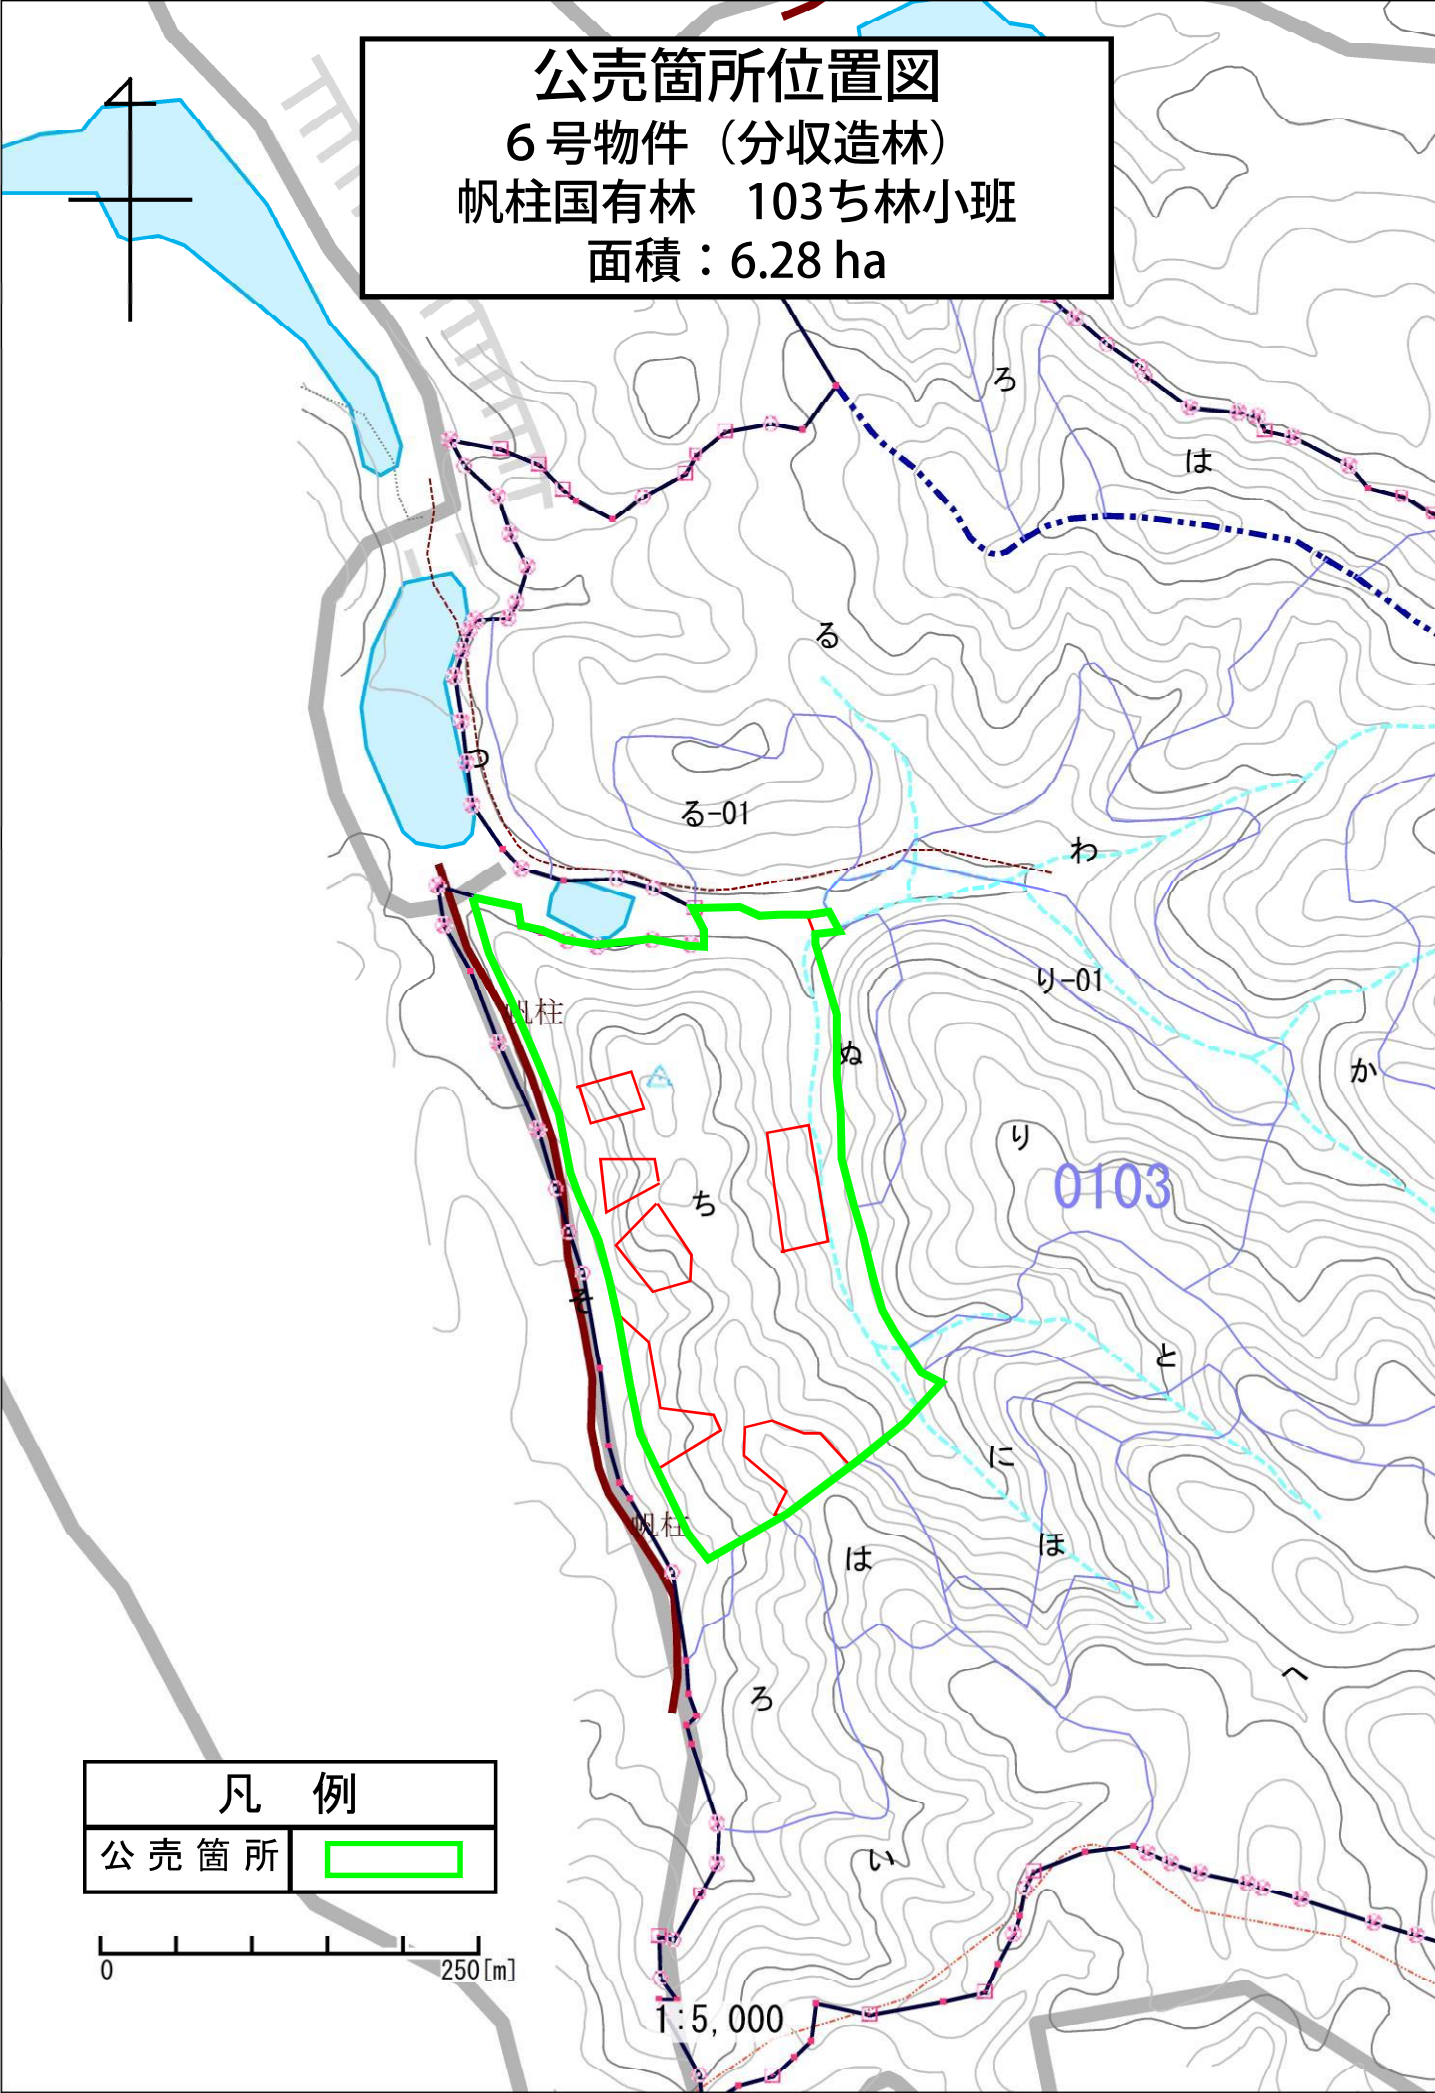 公売箇所位置図
６号物件（分収造林）
帆柱国有林　103ち林小班
面積：6.28 ha
ろ
は
る
つ
る-01
わ
り-01
帆柱
ぬ
か
り
0103
ち
そ
と
に
帆柱
ほ
は
へ
ろ
凡　例
公売箇所
い
0
250[m]
1:5,000